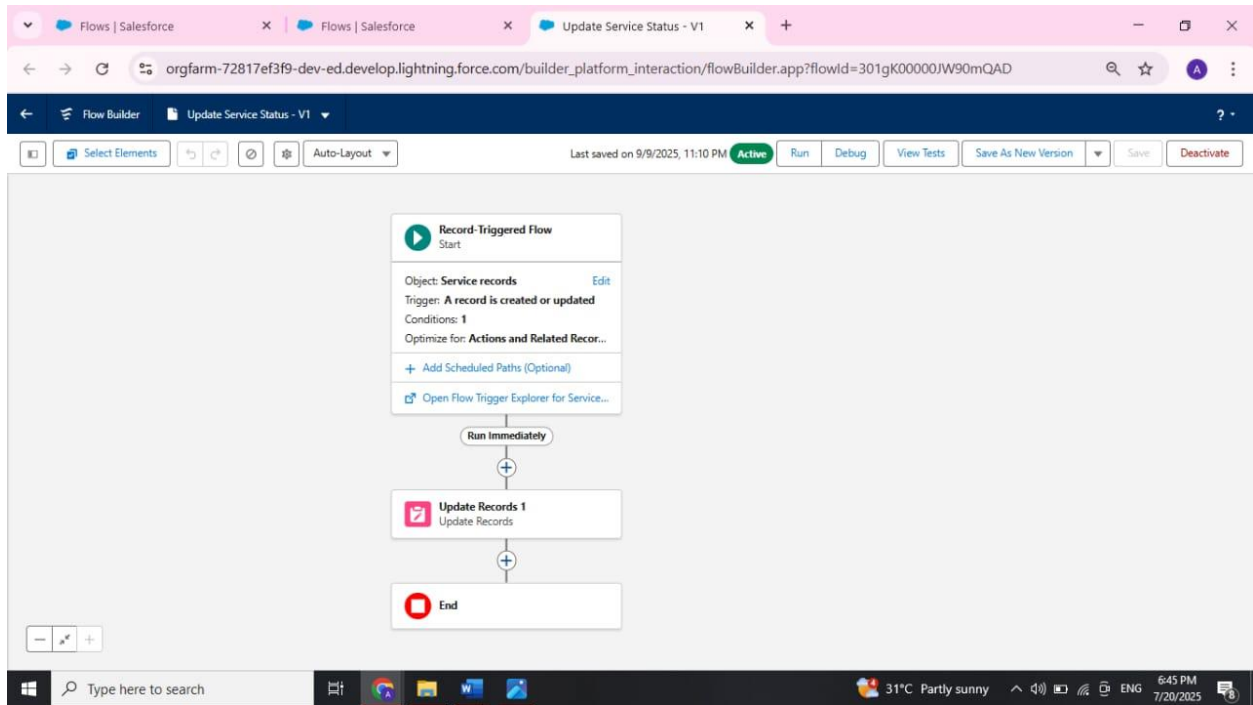 Flows | Salesforce
Flows | Salesforce
Update Service Status - V1
orgfarm-72817ef3f9-dev-ed.develop.lightning.force.com/builder_platform_interaction/flowBuilder.app?flowId=301gK00000JW90mQAD
A
Flow Builder
Update Service Status - V1
?
Select Elements
Auto-Layout
Last saved on 9/9/2025, 11:10 PM
Active
Run
Debug
View Tests
Save As New Version
Save
Deactivate
Record-Triggered Flow
Start
Object: Service records
Edit
Trigger: A record is created or updated
Conditions: 1
Optimize for: Actions and Related Recor...
+ Add Scheduled Paths (Optional)
Open Flow Trigger Explorer for Service...
Run Immediately
Update Records 1
Update Records
End
Type here to search
31°C Partly sunny
ENG
6:45 PM
7/20/2025
8